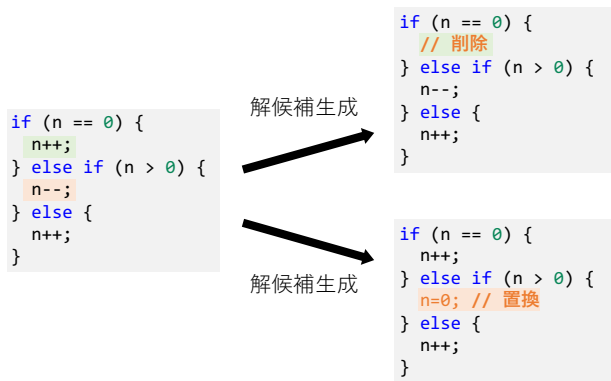 if (n == 0) {
  n++;
} else if (n > 0) {
  n--;
} else {
  n++;
}
解候補生成
解候補生成
if (n == 0) {
  // 削除
} else if (n > 0) {
  n--;
} else {
  n++;
}
if (n == 0) {
  n++;
} else if (n > 0) {
  n=0; // 置換
} else {
  n++;
}